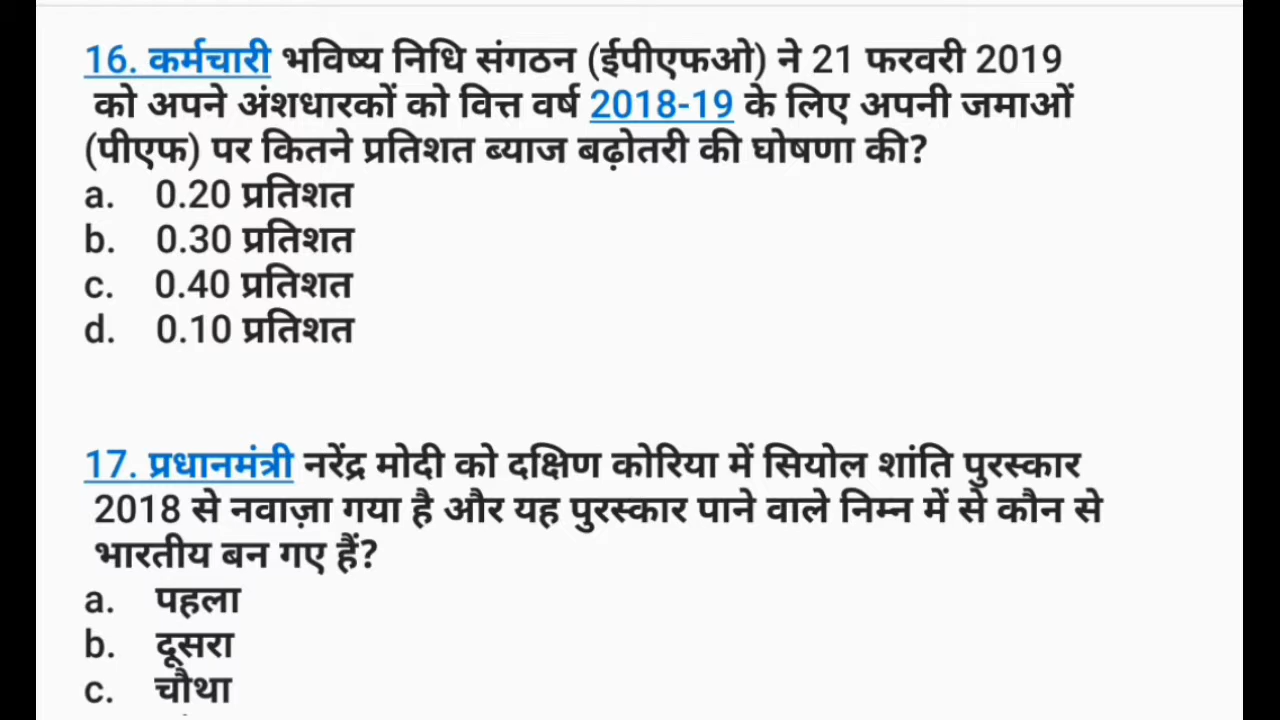 16. कर्मचारी भविष्य निधि संगठन (ईपीएफओ) ने 21 फरवरी 2019
को अपने अंशधारकों को वित्त वर्ष 2018-19 के लिए अपनी जमाओं
(पीएफ) पर कितने प्रतिशत ब्याज बढ़ोतरी की घोषणा की?
a. 0.20 प्रतिशत
b. 0.30 प्रतिशत
c. 0.40 प्रतिशत
d. 0.10 प्रतिशत
17. प्रधानमंत्री नरेंद्र मोदी को दक्षिण कोरिया में सियोल शांति पुरस्कार
2018 से नवाज़ा गया है और यह पुरस्कार पाने वाले निम्न में से कौन से
भारतीय बन गए हैं?
a. पहला
b. दूसरा
c. चौथा